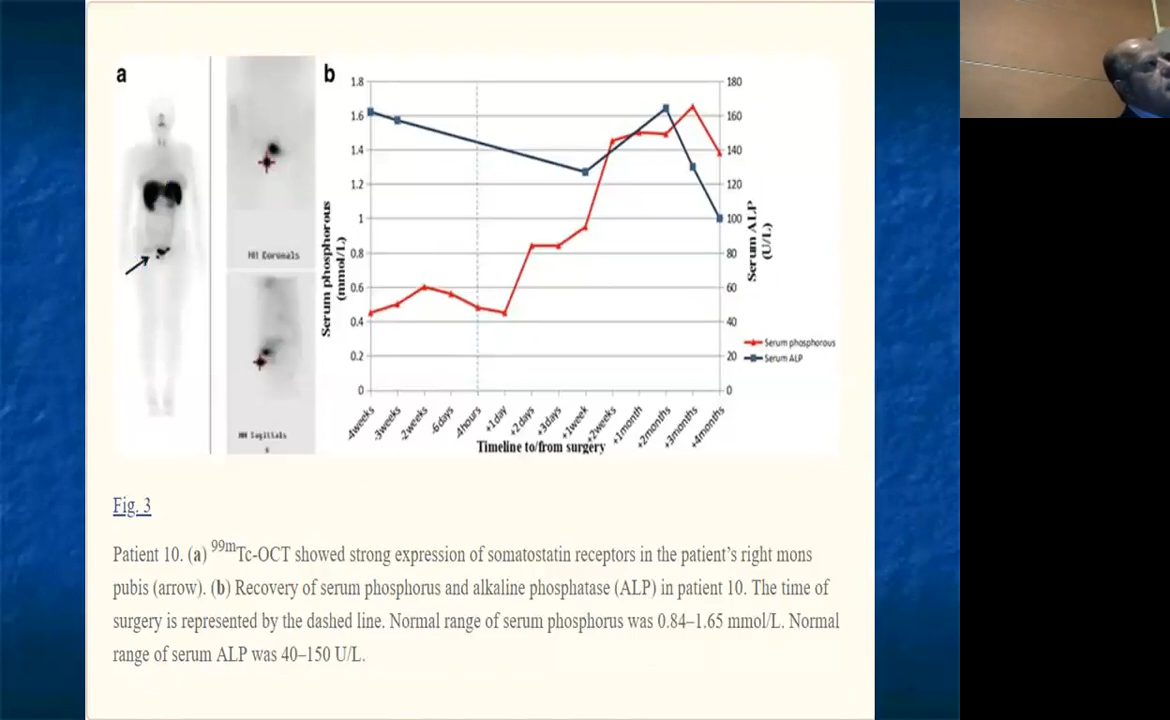 a
b
1.8
1.6
1.4
1.2
1
0.8
0.6
0.4
0.2
0
Serum phosphorous
(mmol/L)
180
160
140
120
100
80
60
40
20
0
Serum ALP
(U/L)
Serum phosphorous
Serum ALP
-4weeks
-3weeks
-2weeks
-6days
-4hours
+1day
+2days
+3days
+1week
+2weeks
+1month
+2months
+3months
+4months
Timeline to/from surgery
Fig. 3
Patient 10. (a) 99mTc-OCT showed strong expression of somatostatin receptors in the patient’s right mons
pubis (arrow). (b) Recovery of serum phosphorus and alkaline phosphatase (ALP) in patient 10. The time of
surgery is represented by the dashed line. Normal range of serum phosphorus was 0.84–1.65 mmol/L. Normal
range of serum ALP was 40–150 U/L.